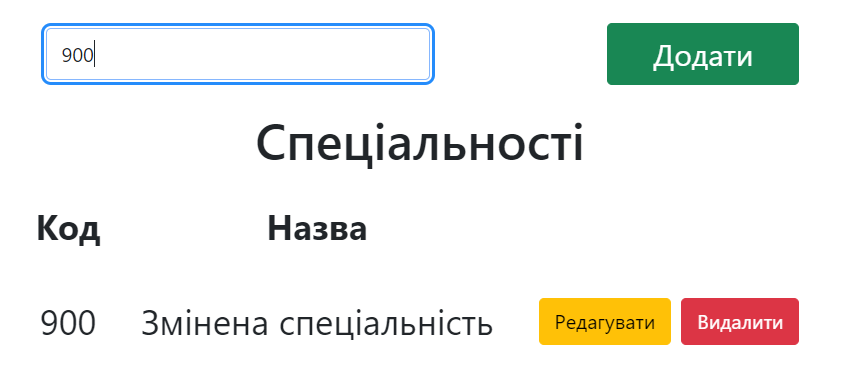 900 Додати
Спеціальності
Код Назва
900 Змінена спеціальність Редагувати Видалити